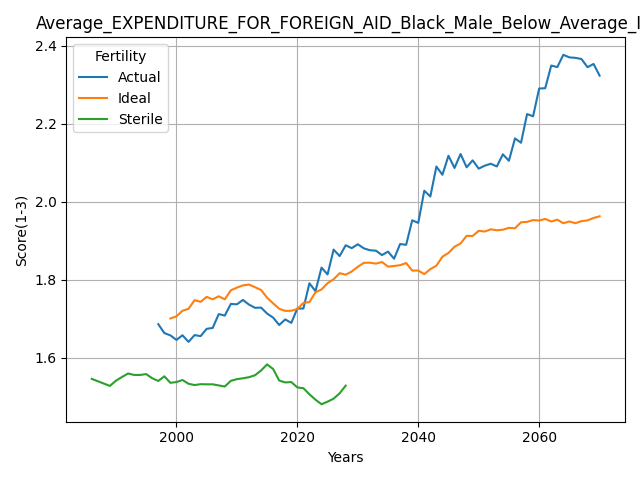 Average_EXPENDITURE_FOR_FOREIGN_AID_Black_Male_Below_Average_I
Fertility
Actual
Ideal
Sterile
2.4
2.2
2.0
1.8
1.6
Score(1-3)
2000 2020 2040 2060
Years